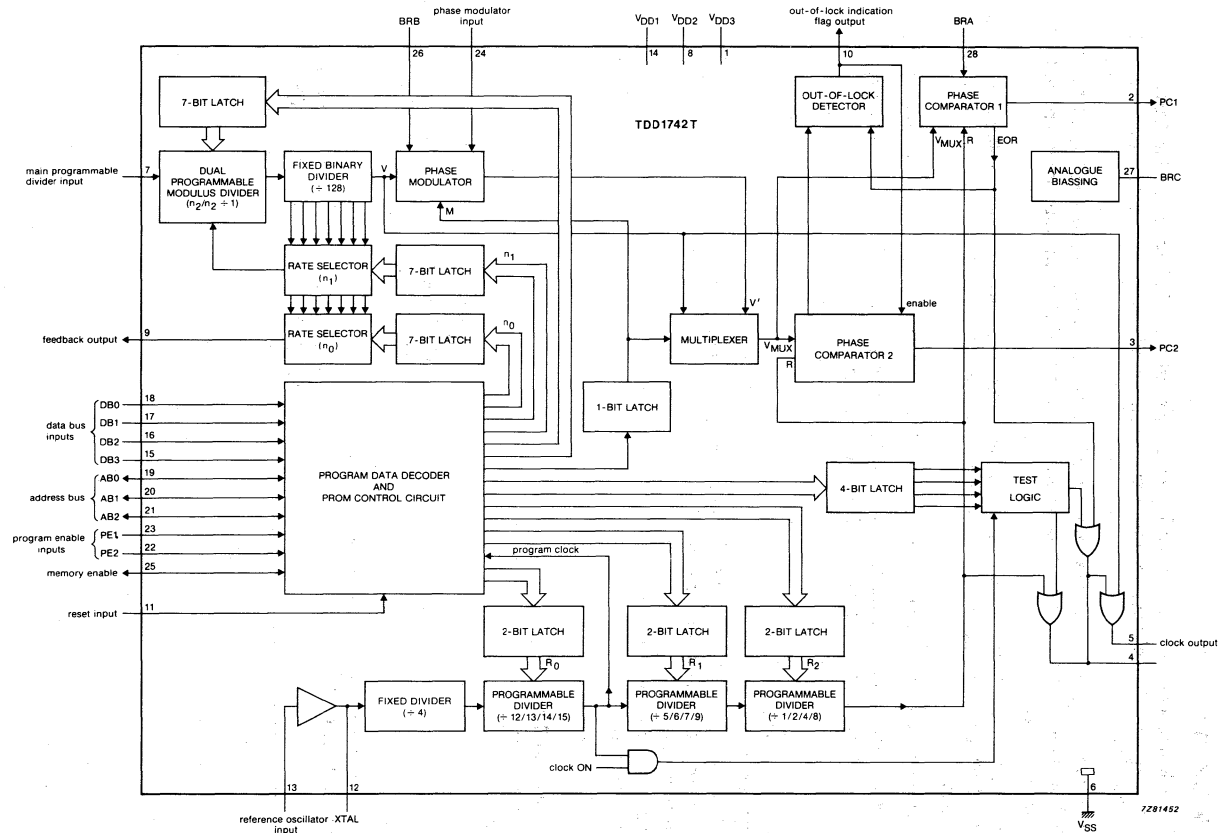 phase modulator
input
BRB
26
24
VDD1
VDD2
VDD3
14
8
1
out-of-lock indication
flag output
10
BRA
28
TDD1742T
7-BIT LATCH
main programmable
divider input
7
DUAL
PROGRAMMABLE
MODULUS DIVIDER
(n2/n2 ÷ 1)
FIXED BINARY
DIVIDER
(÷ 128)
V
PHASE
MODULATOR
M
OUT-OF-LOCK
DETECTOR
PHASE
COMPARATOR 1
2
PC1
VMUX
R
EOR
ANALOGUE
BIASSING
27
BRC
RATE SELECTOR
(n1)
7-BIT LATCH
n1
feedback output
9
RATE SELECTOR
(n0)
7-BIT LATCH
n0
V'
MULTIPLEXER
VMUX
R
enable
PHASE
COMPARATOR 2
3
PC2
1-BIT LATCH
data bus
inputs
DB0
18
DB1
17
DB2
16
DB3
15
address bus
AB0
19
AB1
20
AB2
21
program enable
inputs
PE1
23
PE2
22
memory enable
25
reset input
11
PROGRAM DATA DECODER
AND
PROM CONTROL CIRCUIT
4-BIT LATCH
TEST
LOGIC
program clock
2-BIT LATCH
2-BIT LATCH
2-BIT LATCH
R0
R1
R2
5
clock output
4
FIXED DIVIDER
(÷ 4)
PROGRAMMABLE
DIVIDER
(÷ 12/13/14/15)
PROGRAMMABLE
DIVIDER
(÷ 5/6/7/9)
PROGRAMMABLE
DIVIDER
(÷ 1/2/4/8)
clock ON
13
12
reference oscillator
input
XTAL
6
VSS
7Z81452